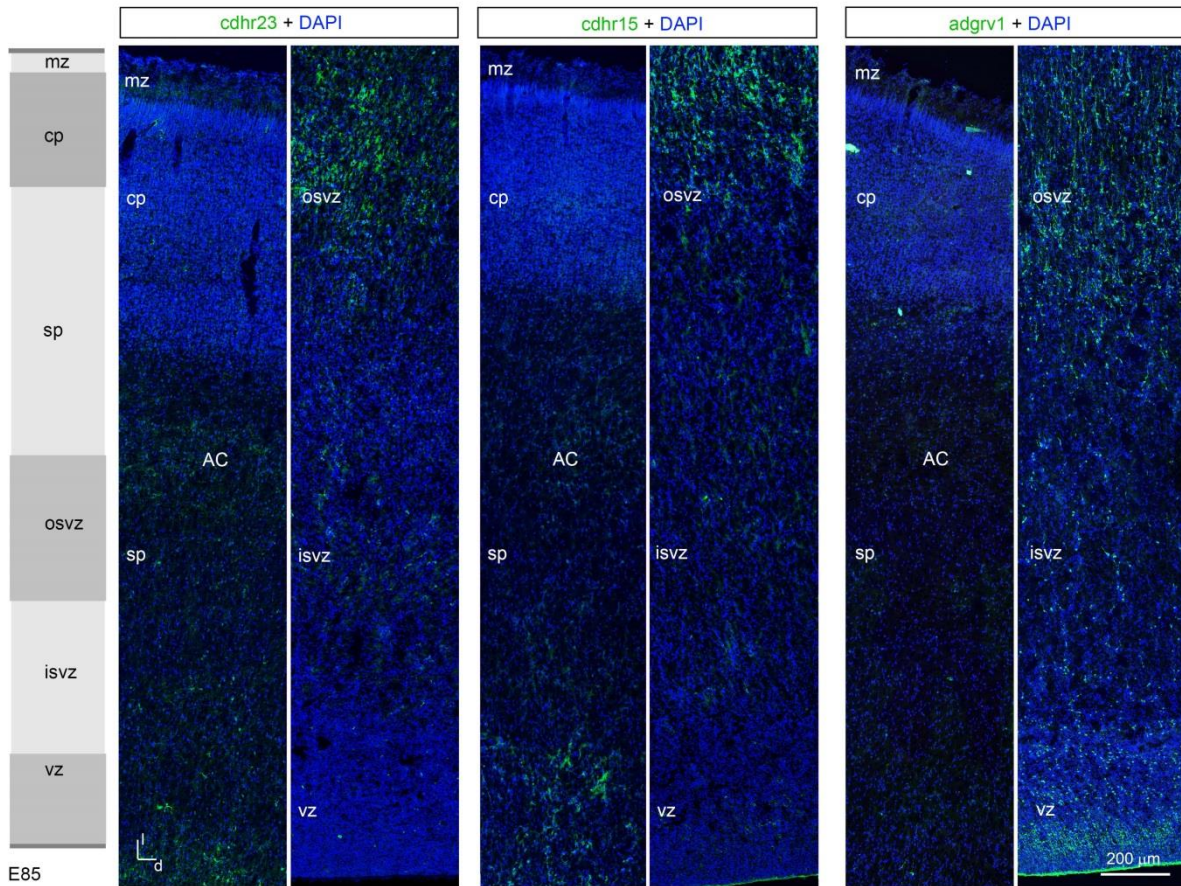 cdhr23 + DAPI
cdhr15 + DAPI
adgrv1 + DAPI
mz
cp
sp
osvz
isvz
vz
E85
mz
cp
AC
sp
l
d
osvz
isvz
vz
mz
cp
AC
sp
osvz
isvz
vz
mz
cp
AC
sp
osvz
isvz
vz
200 µm